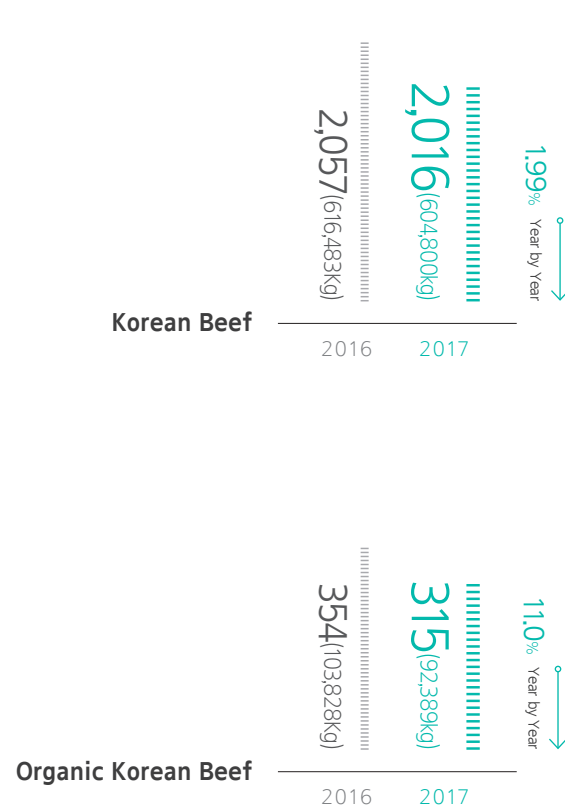 2,057(616,483Kg)
2,016(604,800kg)
1.99% Year by Year
Korean Beef
2016 2017
354(103,828Kg)
315(92,389kg)
11.0% Year by Year
Organic Korean Beef
2016 2017